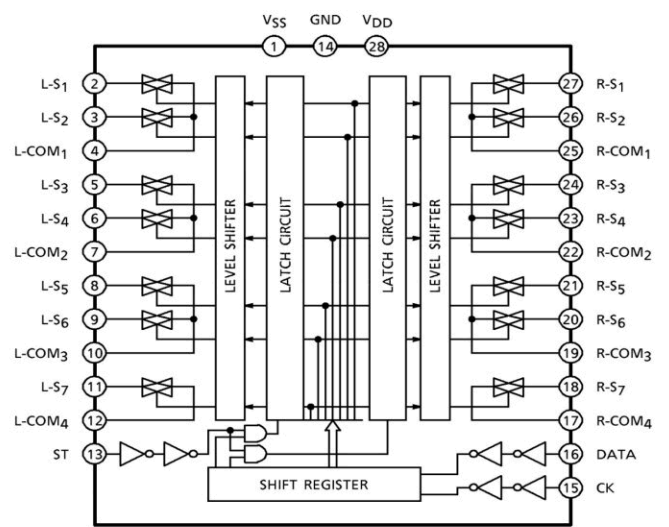 VSS GND VDD
1 14 28
L-S1 2 27 R-S1
L-S2 3 26 R-S2
L-COM1 4 25 R-COM1
L-S3 5 24 R-S3
L-S4 6 23 R-S4
L-COM2 7 22 R-COM2
L-S5 8 21 R-S5
L-S6 9 20 R-S6
L-COM3 10 19 R-COM3
L-S7 11 18 R-S7
L-COM4 12 17 R-COM4
ST 13 16 DATA
15 CK
LEVEL SHIFTER
LATCH CIRCUIT
LATCH CIRCUIT
LEVEL SHIFTER
SHIFT REGISTER